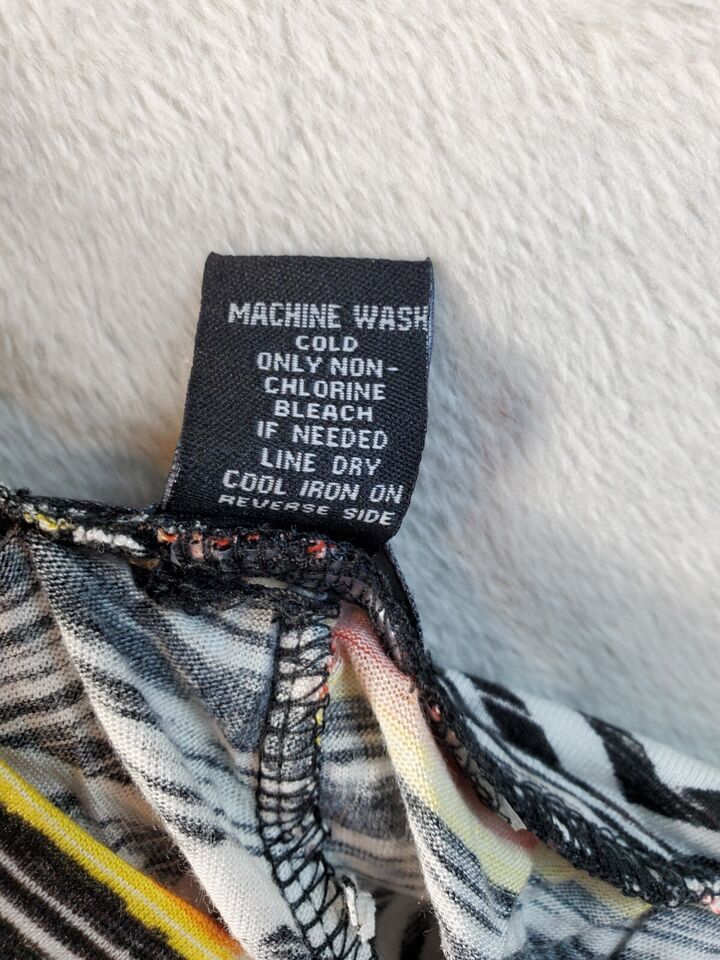 MACHINE WASH
COLD
ONLY NON-
CHLORINE
BLEACH
IF NEEDED
LINE DRY
COOL IRON ON
REVERSE SIDE